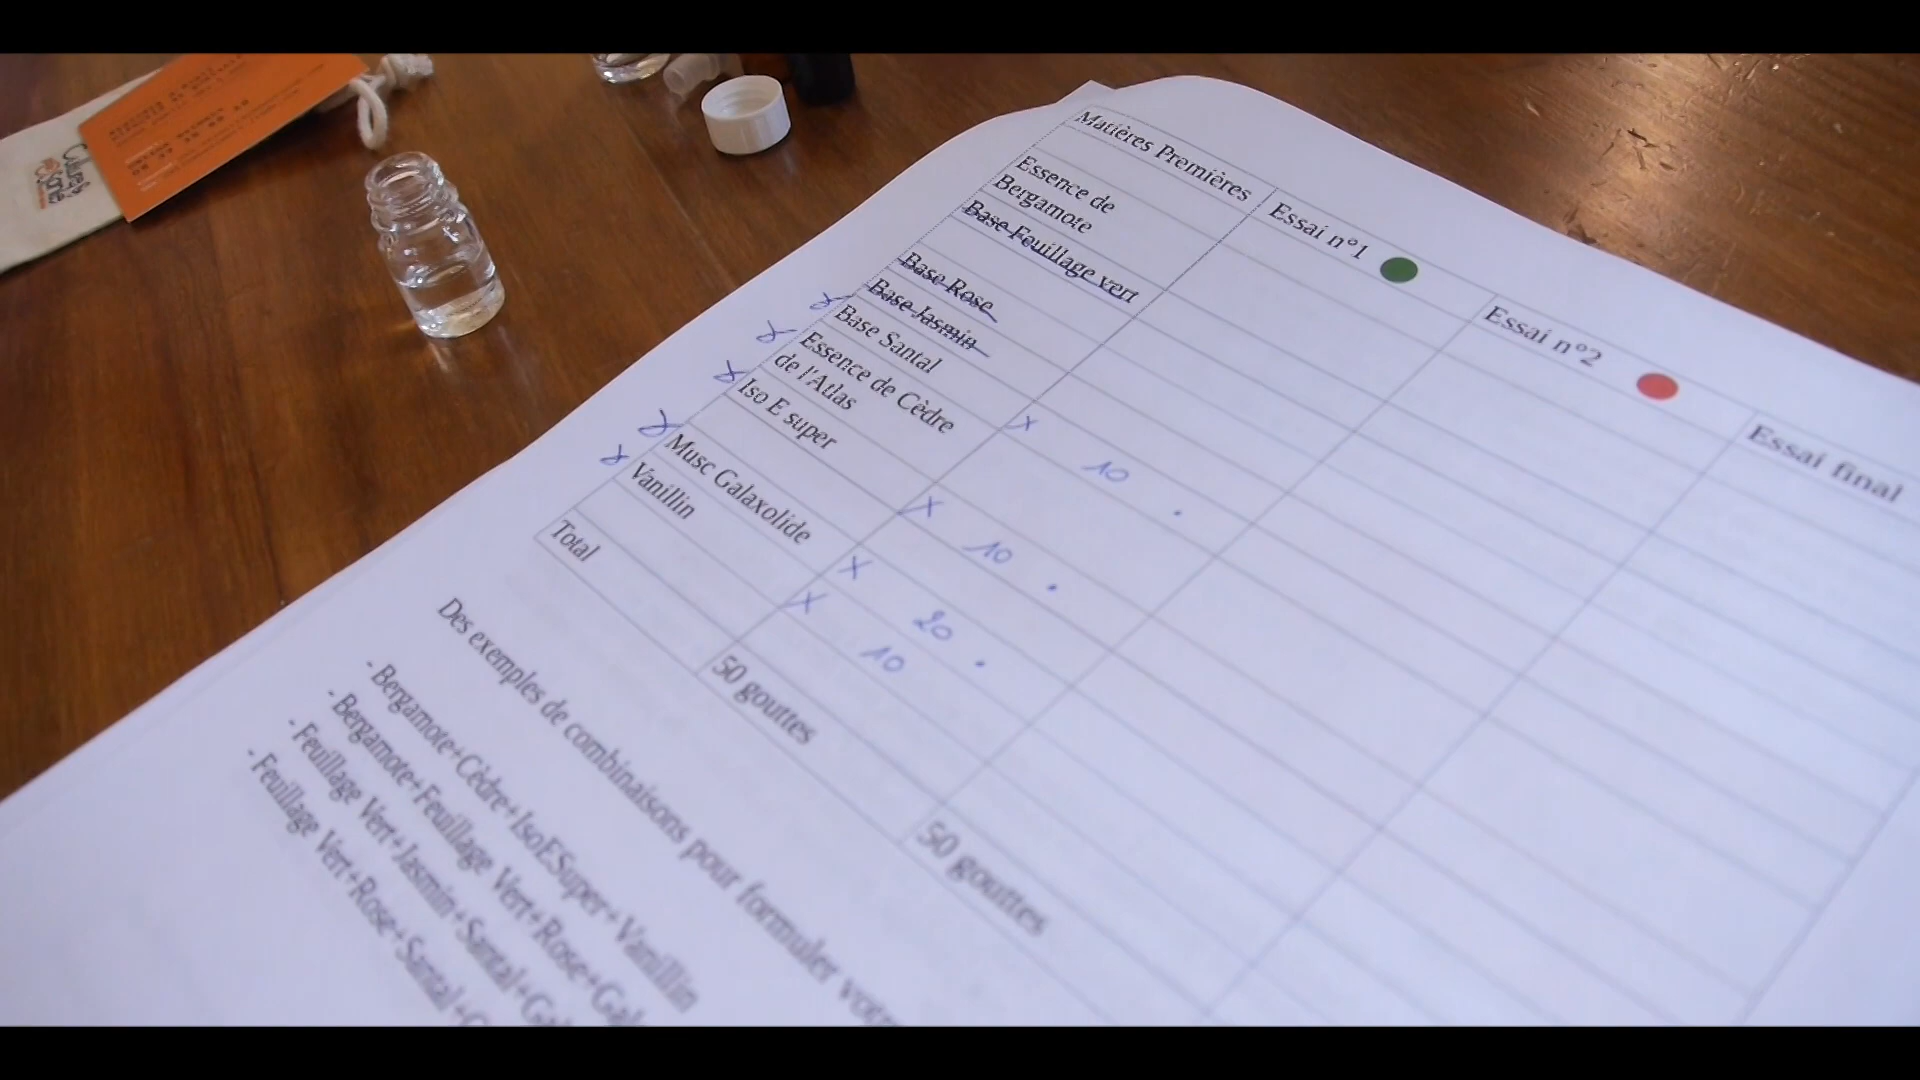 Matières Premières
Essai n°1
Essai n°2
Essai final
Essence de
Bergamote
Base Feuillage vert
Base Rose
Base Jasmin
Base Santal
x 10
Essence de Cèdre
de l'Atlas
Iso E super
x 10
Musc Galaxolide
x 20
Vanillin
x 10
Total
50 gouttes
50 gouttes
Des exemples de combinaisons pour formuler
- Bergamote+Cèdre+IsoESuper+Vanillin
- Bergamote+Feuillage Vert+Rose+Gal
- Feuillage Vert+Jasmin+Santal+Ga
- Feuillage Vert+Rose+Santal+G